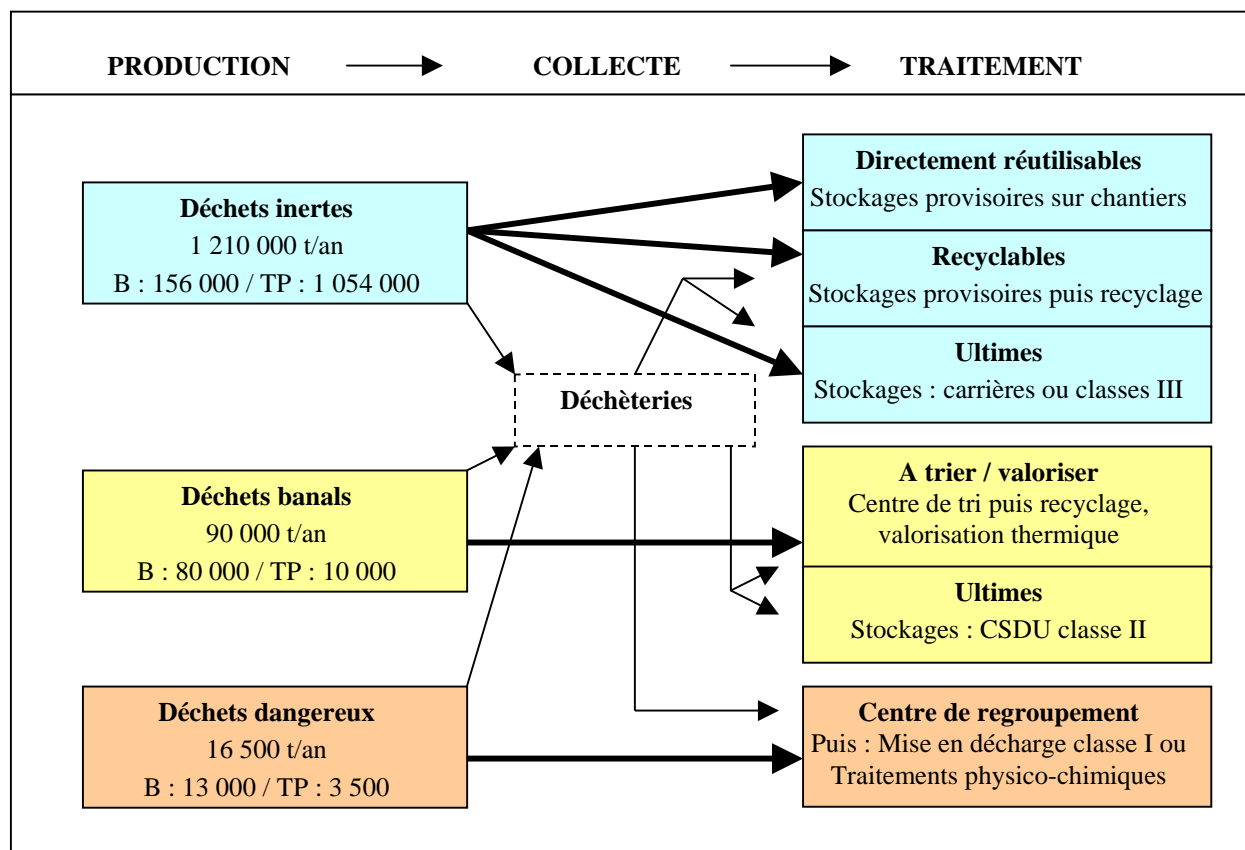 PRODUCTION COLLECTE TRAITEMENT
Déchets inertes
1 210 000 t/an
B : 156 000 / TP : 1 054 000
Déchets banals
90 000 t/an
B : 80 000 / TP : 10 000
Déchets dangereux
16 500 t/an
B : 13 000 / TP : 3 500
Déchèteries
Directement réutilisables
Stockages provisoires sur chantiers
Recyclables
Stockages provisoires puis recyclage
Ultimes
Stockages : carrières ou classes III
A trier / valoriser
Centre de tri puis recyclage,
valorisation thermique
Ultimes
Stockages : CSDU classe II
Centre de regroupement
Puis : Mise en décharge classe I ou
Traitements physico-chimiques